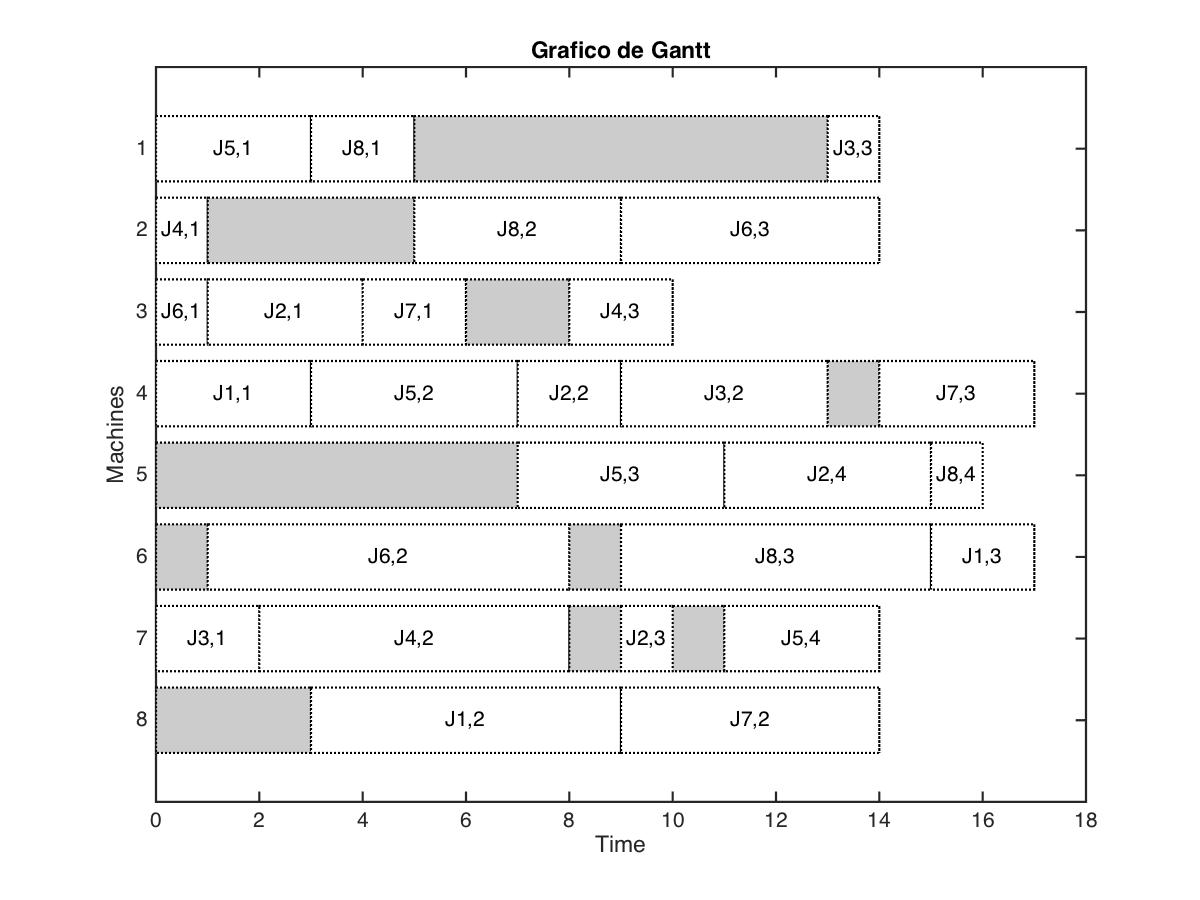 Grafico de Gantt
1 J5,1 J8,1 J3,3
2 J4,1 J8,2 J6,3
3 J6,1 J2,1 J7,1 J4,3
4 J1,1 J5,2 J2,2 J3,2 J7,3
Machines
5 J5,3 J2,4 J8,4
6 J6,2 J8,3 J1,3
7 J3,1 J4,2 J2,3 J5,4
8 J1,2 J7,2
0 2 4 6 8 10 12 14 16 18
Time